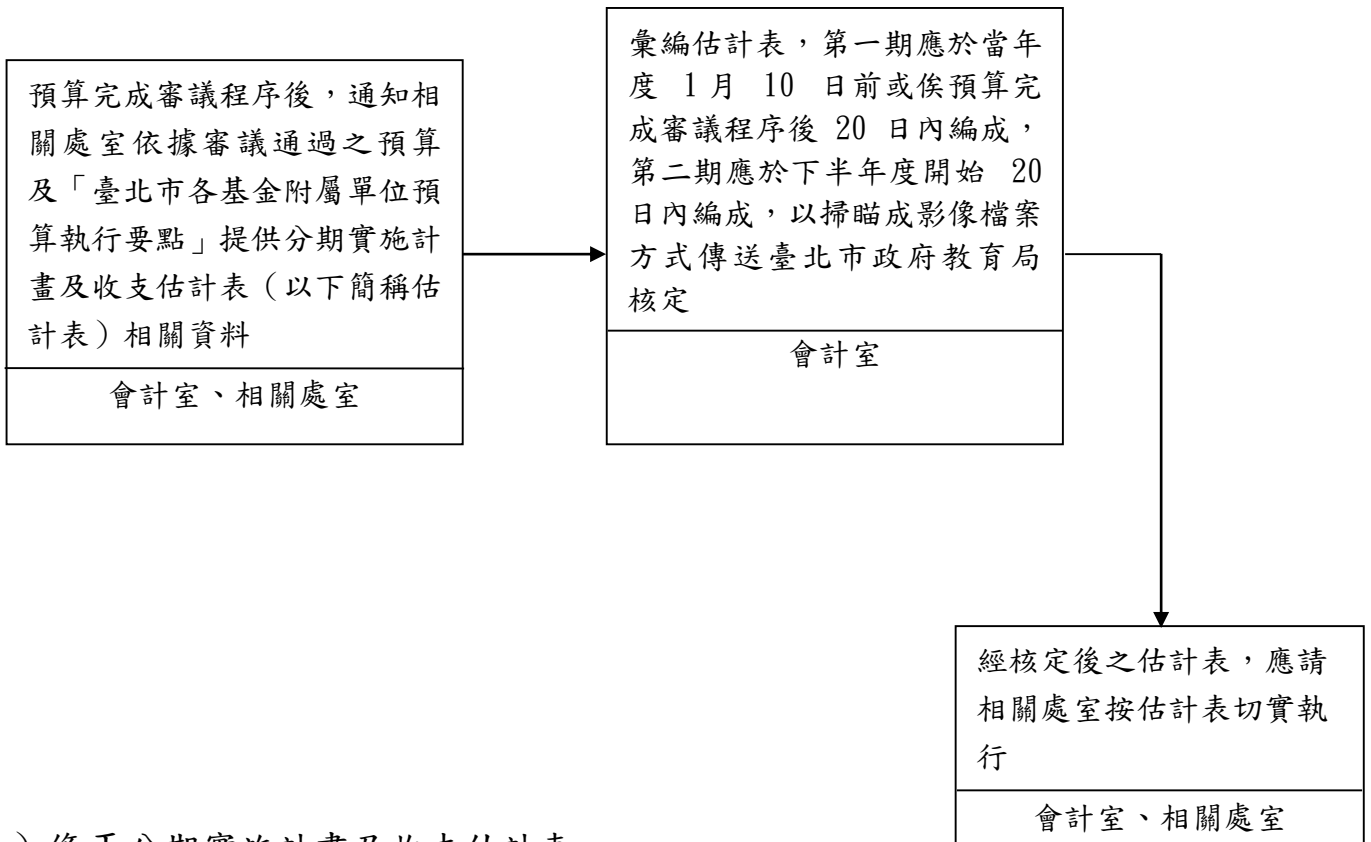 預算完成審議程序後，通知相
關處室依據審議通過之預算
及「臺北市各基金附屬單位預
算執行要點」提供分期實施計
畫及收支估計表（以下簡稱估
計表）相關資料
會計室、相關處室
彙編估計表，第一期應於當年
度 1月 10 日前或俟預算完
成審議程序後 20 日內編成，
第二期應於下半年度開始 20
日內編成，以掃瞄成影像檔案
方式傳送臺北市政府教育局
核定
會計室
經核定後之估計表，應請
相關處室按估計表切實執
行
會計室、相關處室
）修正分期實施計畫及收支估計表